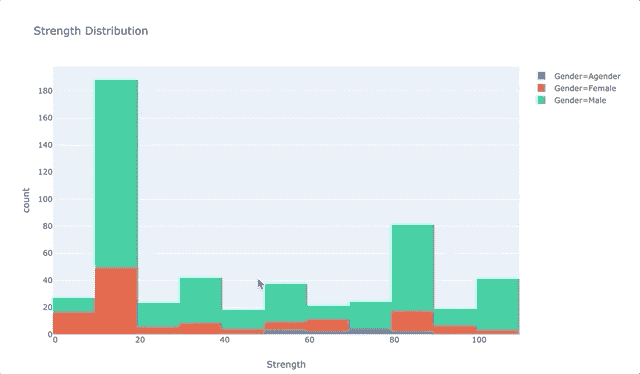 Strength Distribution
Gender=Agender
Gender=Female
Gender=Male
180
160
140
120
100
80
60
40
20
0
count
0 20 40 60 80 100
Strength